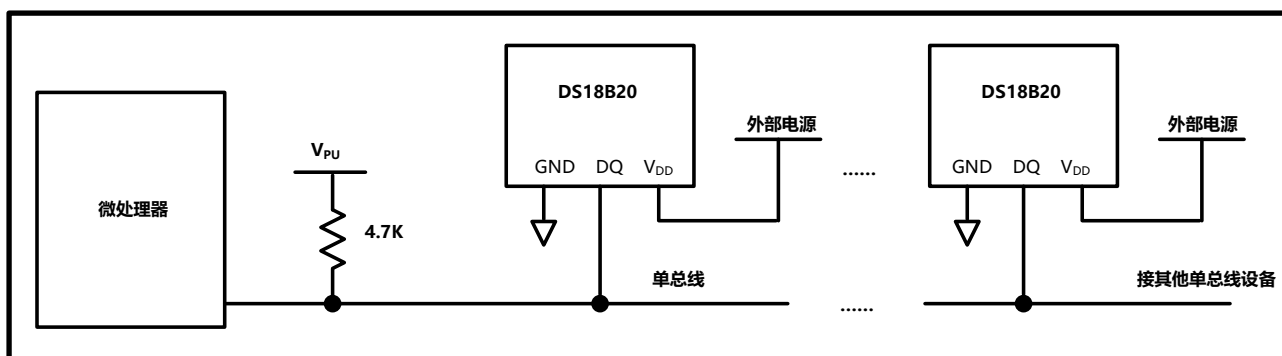 DS18B20
DS18B20
外部电源
外部电源
V_PU
GND DQ V_DD
......
GND DQ V_DD
微处理器
4.7K
单总线
接其他单总线设备
......